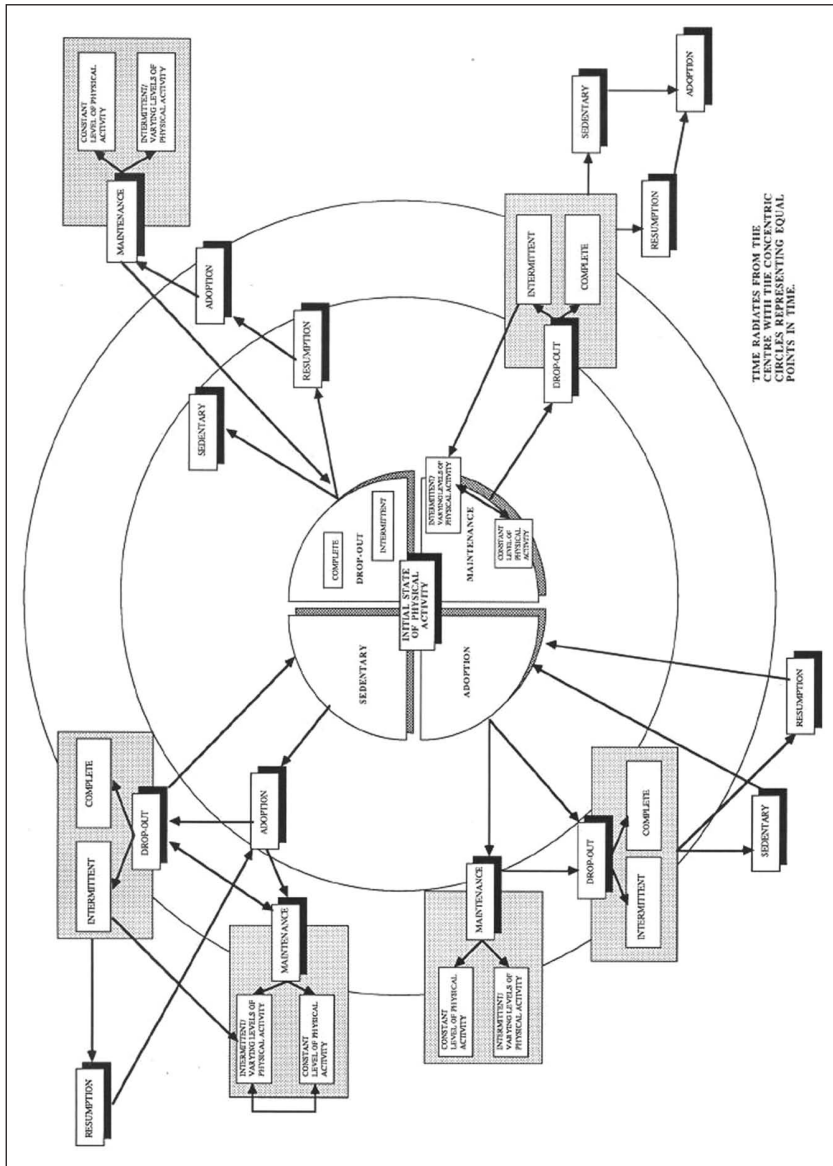 RESUMPTION
INTERMITTENT
COMPLETE
DROP-OUT
CONSTANT
LEVEL OF PHYSICAL
ACTIVITY
INTERMITTENT/
VARYING LEVELS OF
PHYSICAL ACTIVITY
MAINTENANCE
INTERMITTENT/
VARYING LEVELS OF
PHYSICAL ACTIVITY
CONSTANT
LEVEL OF PHYSICAL
ACTIVITY
MAINTENANCE
ADOPTION
SEDENTARY
ADOPTION
RESUMPTION
SEDENTARY
COMPLETE
DROP-OUT
INTERMITTENT
INITIAL STATE
OF PHYSICAL
ACTIVITY
ADOPTION
INTERMITTENT/
VARYING LEVELS OF
PHYSICAL ACTIVITY
MAINTENANCE
CONSTANT
LEVEL OF
PHYSICAL
ACTIVITY
CONSTANT
LEVEL OF PHYSICAL
ACTIVITY
INTERMITTENT/
VARYING LEVELS OF
PHYSICAL ACTIVITY
MAINTENANCE
DROP-OUT
INTERMITTENT
COMPLETE
SEDENTARY
RESUMPTION
DROP-OUT
INTERMITTENT
COMPLETE
SEDENTARY
RESUMPTION
ADOPTION
TIME RADIATES FROM THE
CENTRE WITH THE CONCENTRIC
CIRCLES REPRESENTING EQUAL
POINTS IN TIME.